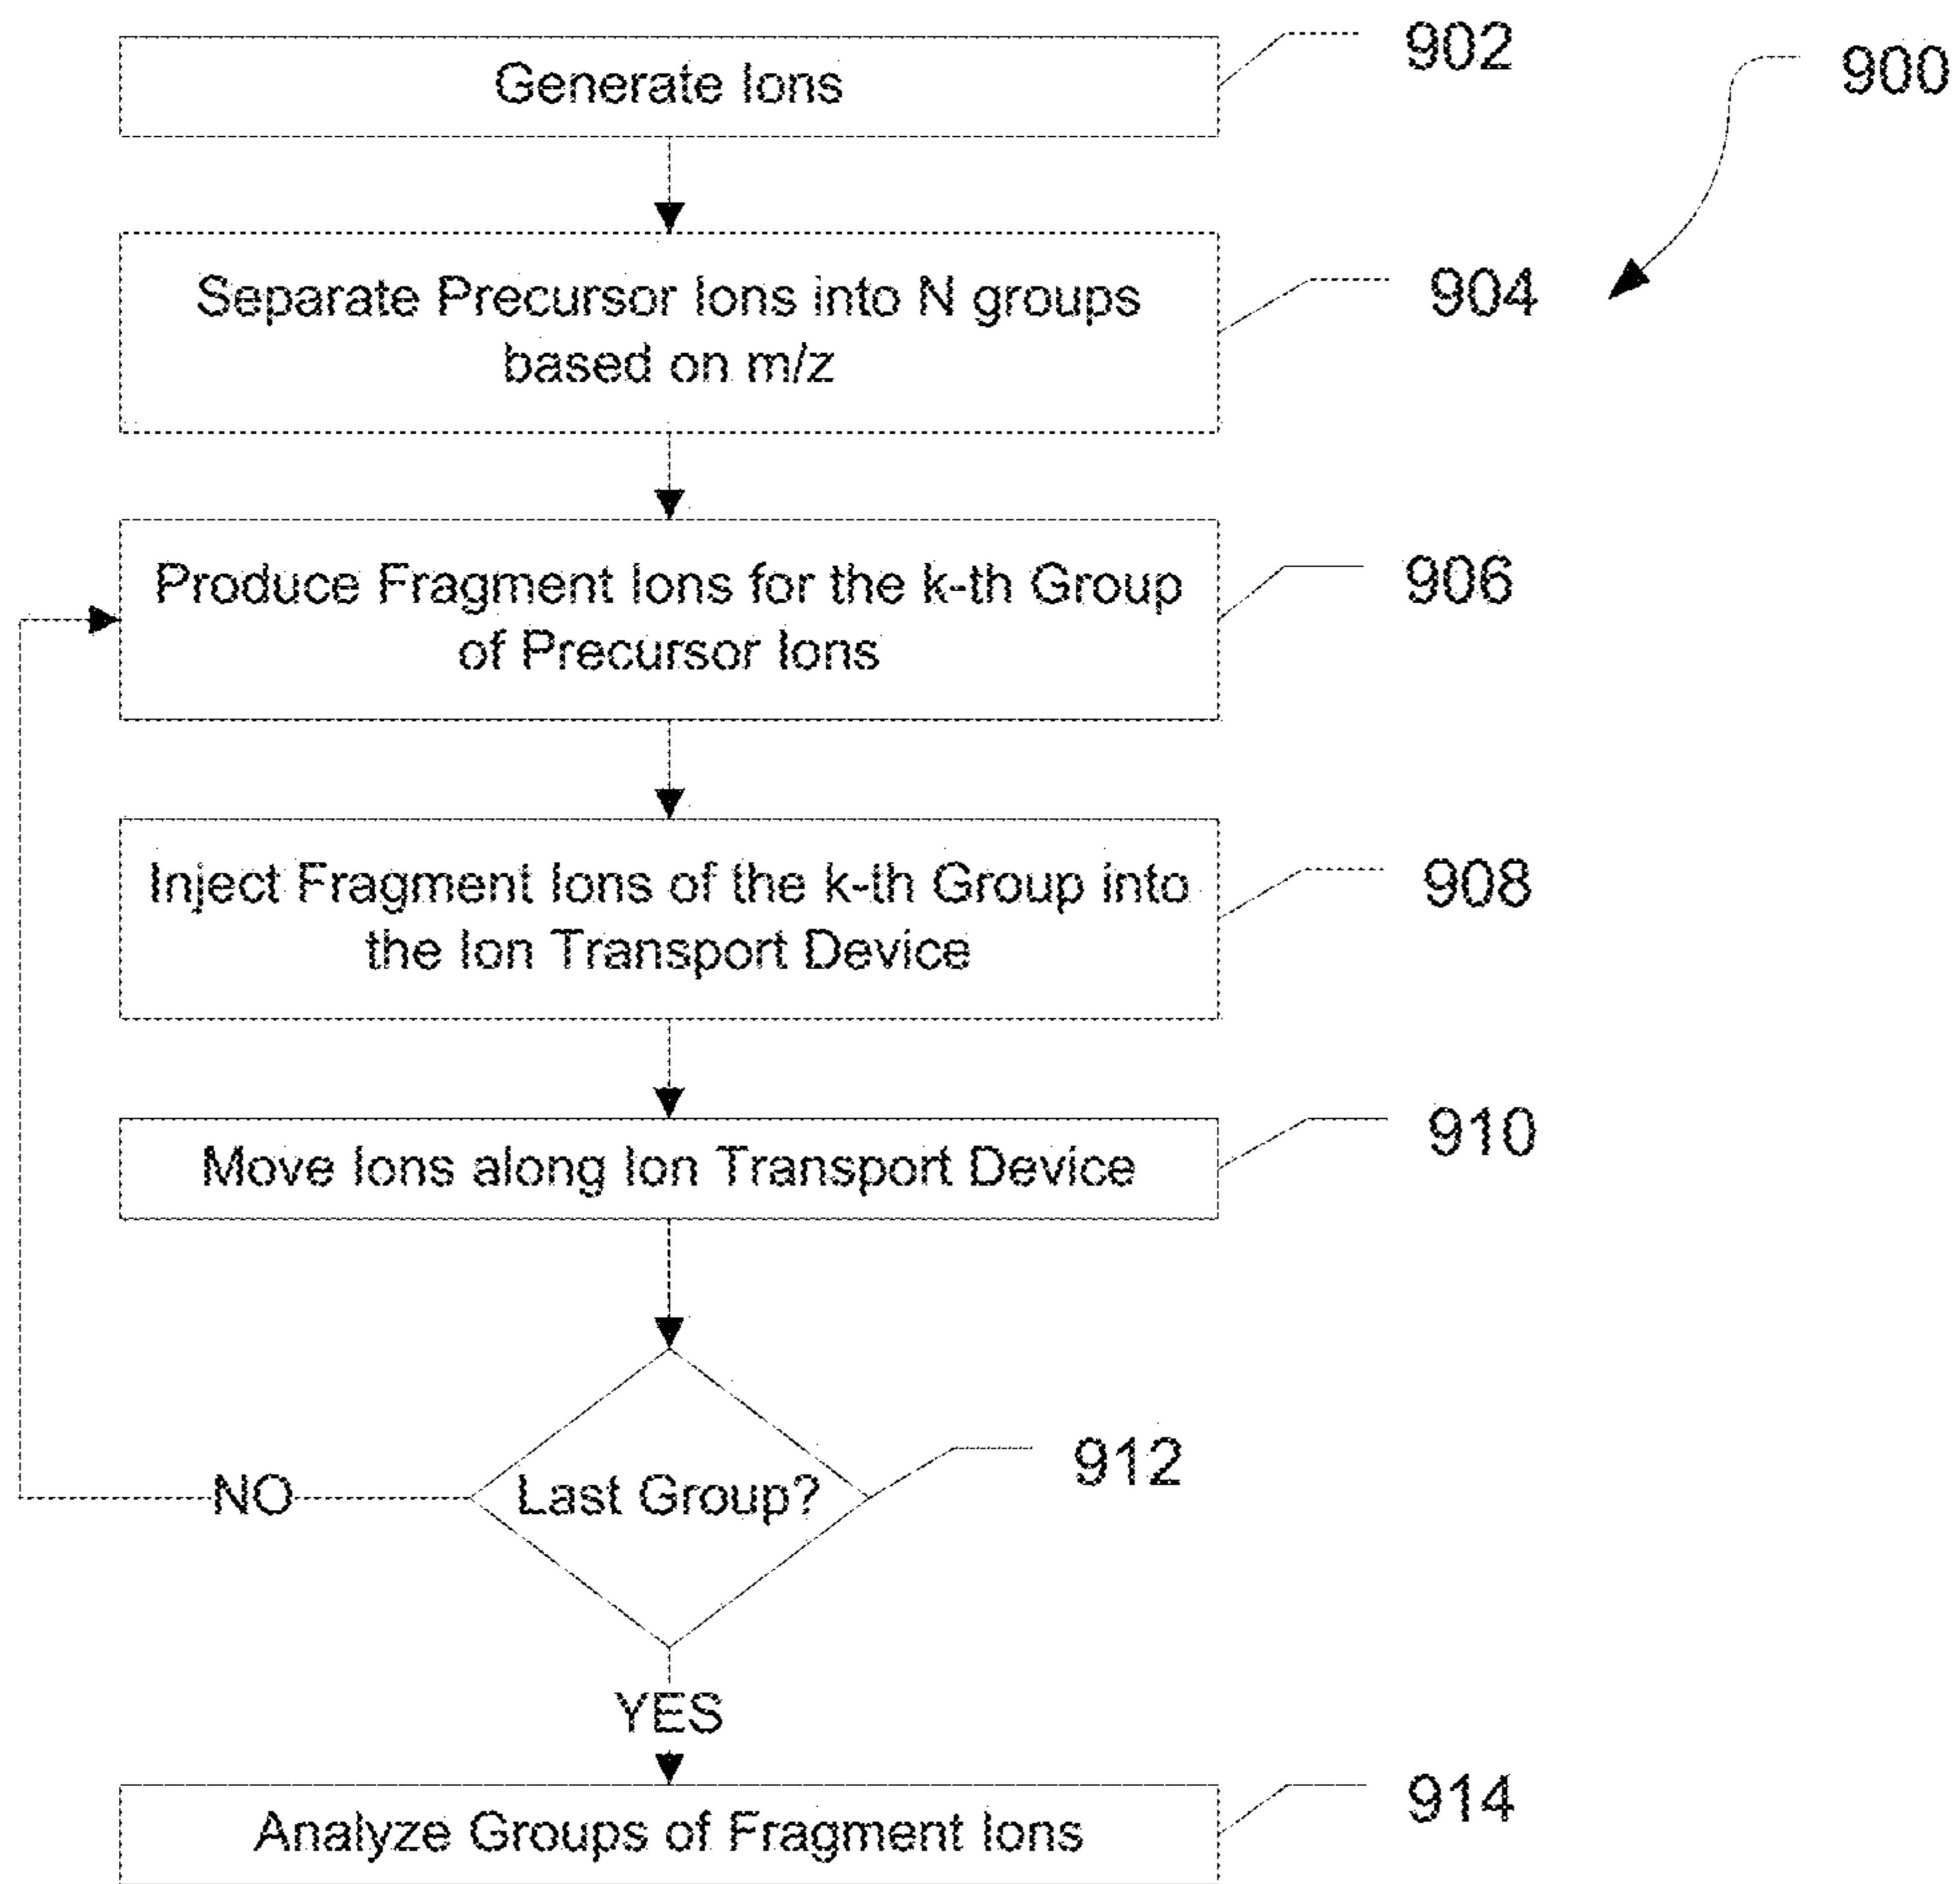 Generate Ions
902
900
Separate Precursor Ions into N groups
based on m/z
904
Produce Fragment Ions for the k-th Group
of Precursor Ions
906
Inject Fragment Ions of the k-th Group into
the Ion Transport Device
908
Move Ions along Ion Transport Device
910
Last Group?
912
NO
YES
Analyze Groups of Fragment Ions
914